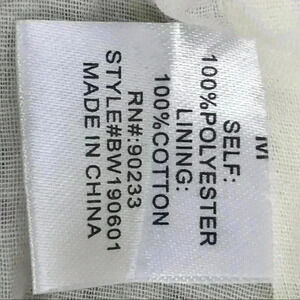 M
SELF:
100%POLYESTER
LINING:
100%COTTON
RN#:90233
STYLE#BW190601
MADE IN CHINA